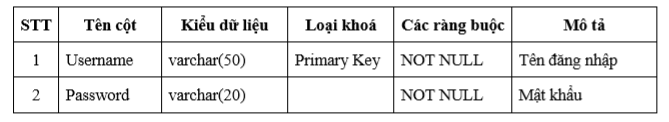 STT Tên cột Kiểu dữ liệu Loại khoá Các ràng buộc Mô tả
1 Username varchar(50) Primary Key NOT NULL Tên đăng nhập
2 Password varchar(20) NOT NULL Mật khẩu